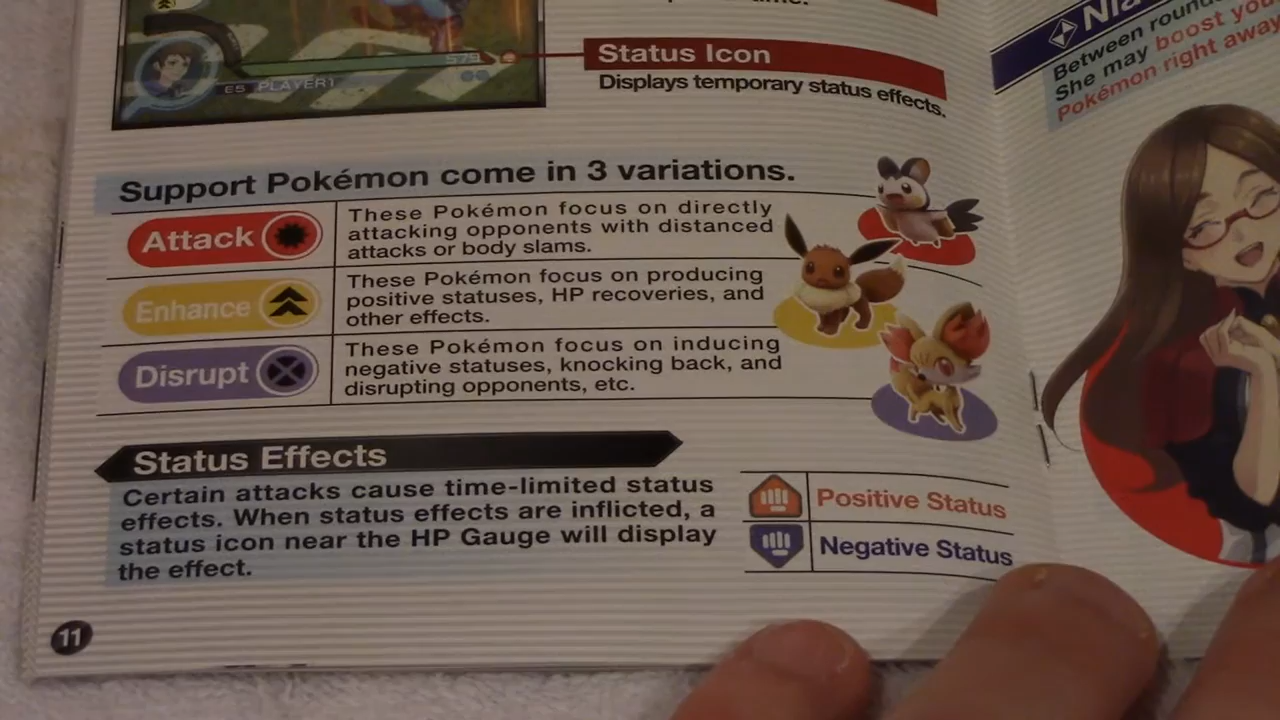 579
E5 PLAYER1
Status Icon
Displays temporary status effects.
Support Pokémon come in 3 variations.
Attack
These Pokémon focus on directly
attacking opponents with distanced
attacks or body slams.
Enhance
These Pokémon focus on producing
positive statuses, HP recoveries, and
other effects.
Disrupt
These Pokémon focus on inducing
negative statuses, knocking back, and
disrupting opponents, etc.
Status Effects
Certain attacks cause time-limited status
effects. When status effects are inflicted, a
status icon near the HP Gauge will display
the effect.
Positive Status
Negative Status
11
Between
She may boost you
Pokémon right away